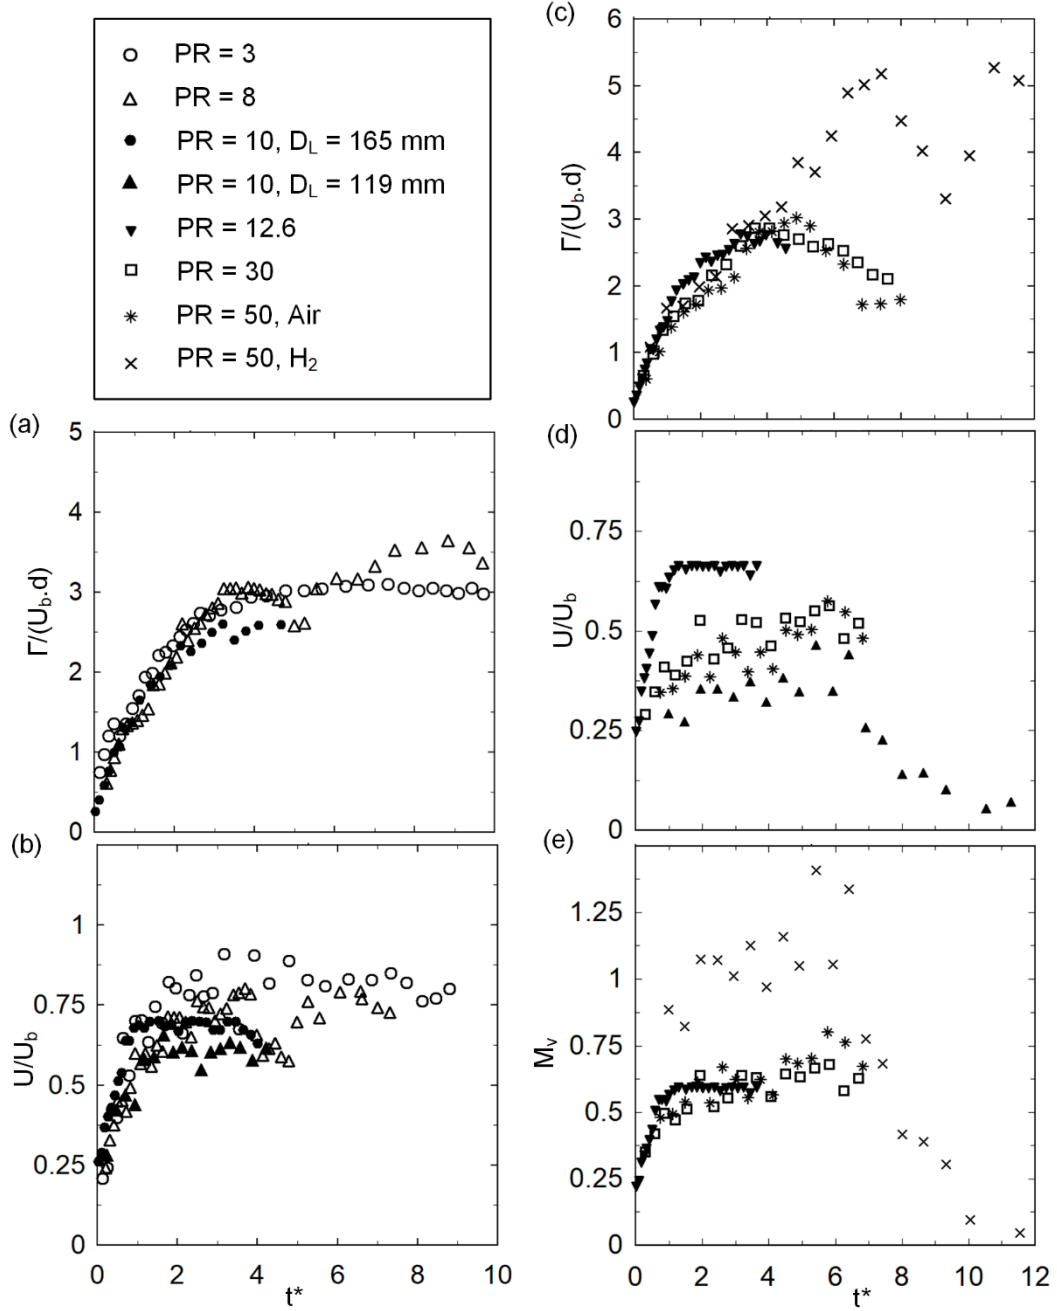 PR = 3
PR = 8
PR = 10, D_L = 165 mm
PR = 10, D_L = 119 mm
PR = 12.6
PR = 30
PR = 50, Air
PR = 50, H₂
(a)
5
4
3
2
1
0
Γ/(U_b.d)
(b)
1
0.75
0.5
0.25
0
U/U_b
0 2 4 6 8 10
t*
(c)
6
5
4
3
2
1
0
Γ/(U_b.d)
(d)
0.75
0.5
0.25
0
U/U_b
(e)
1.25
1
0.75
0.5
0.25
0
M_v
0 2 4 6 8 10 12
t*